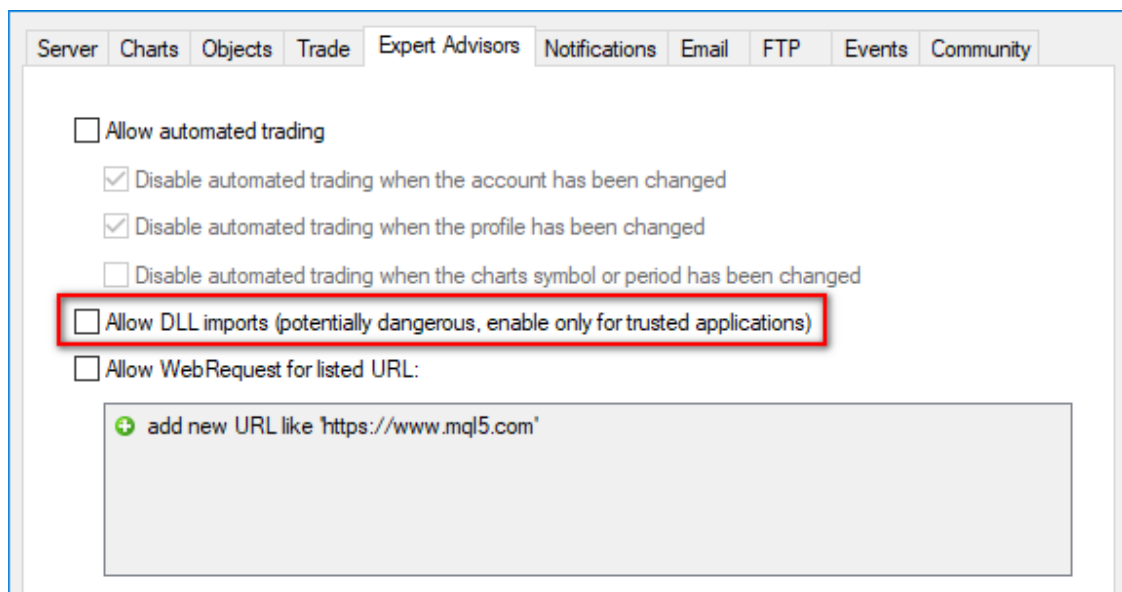 Server Charts Objects Trade Expert Advisors Notifications Email FTP Events Community
Allow automated trading
Disable automated trading when the account has been changed
Disable automated trading when the profile has been changed
Disable automated trading when the charts symbol or period has been changed
Allow DLL imports (potentially dangerous, enable only for trusted applications)
Allow WebRequest for listed URL:
add new URL like 'https://www.mql5.com'